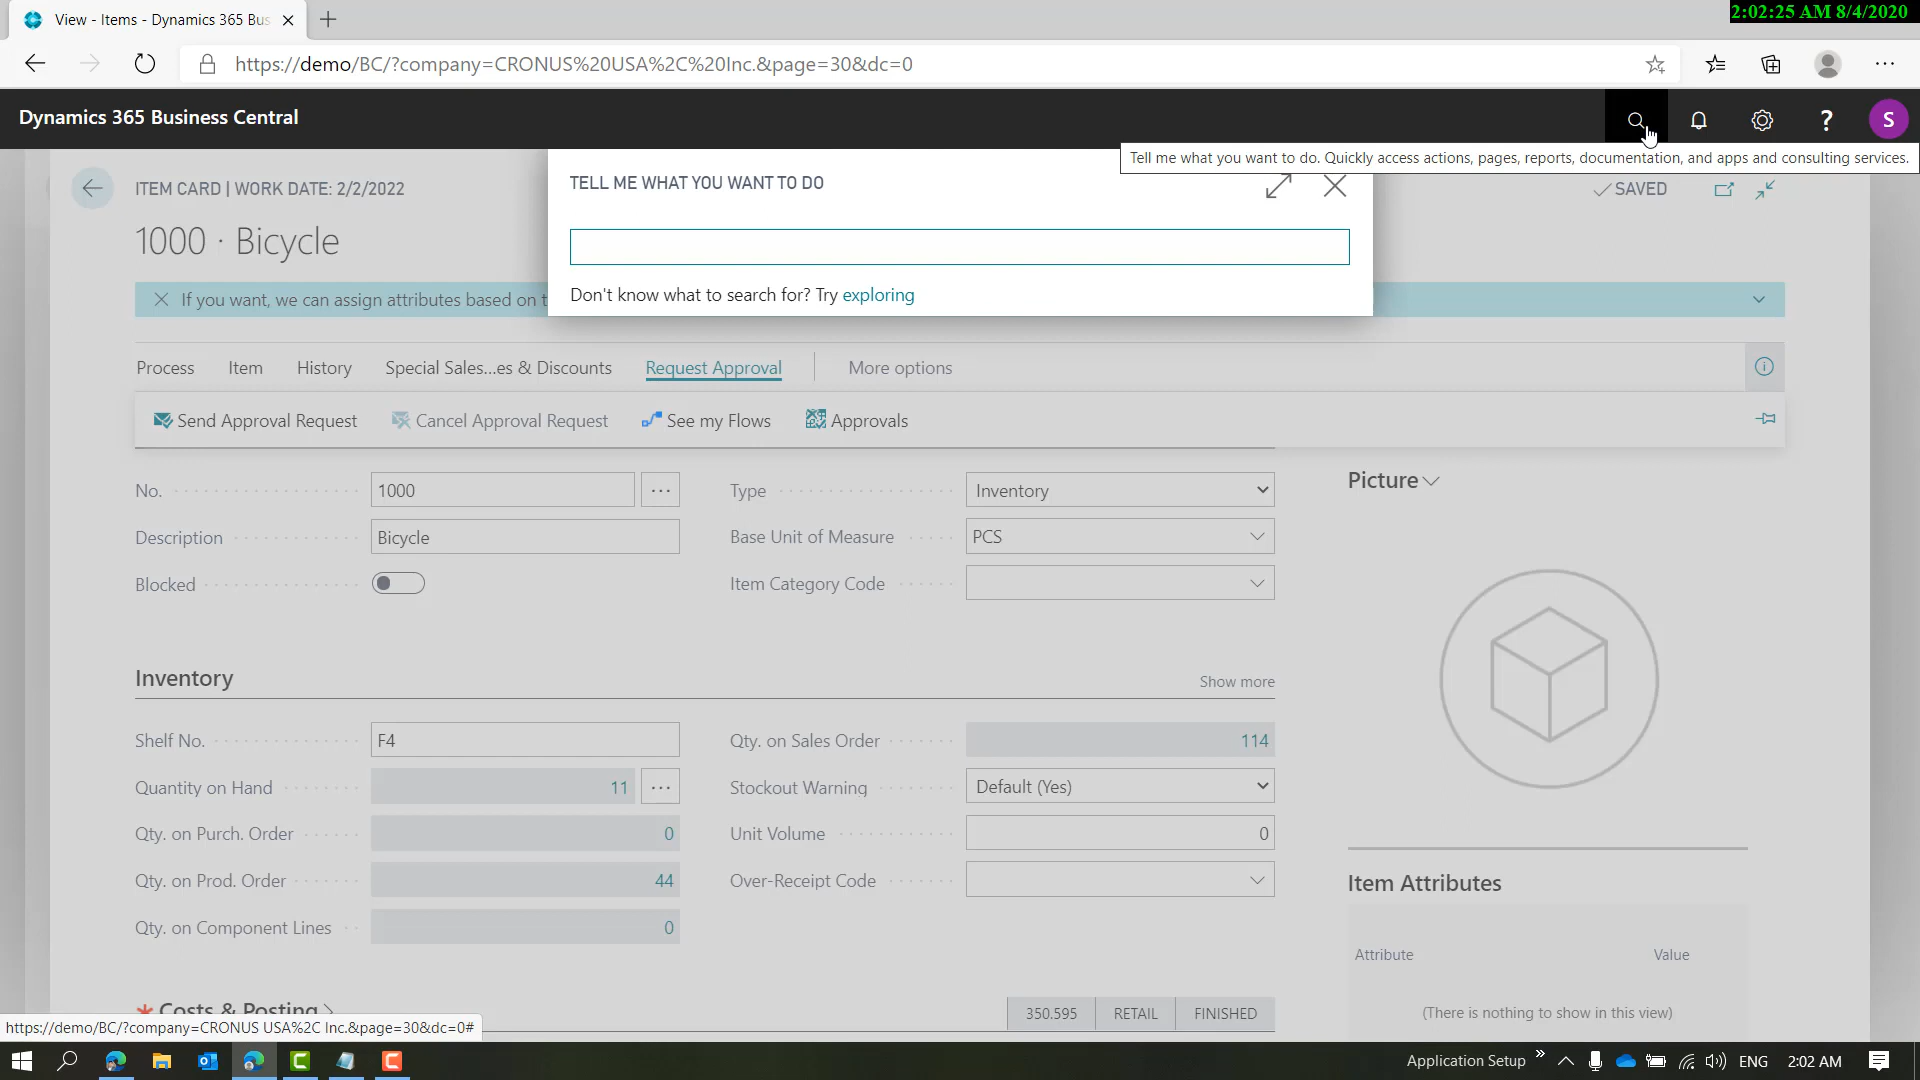 2:02:25 AM 8/4/2020
View - Items - Dynamics 365 Bus
https://demo/BC/?company=CRONUS%20USA%2C%20Inc.&page=30&dc=0
Dynamics 365 Business Central
?
S
Tell me what you want to do. Quickly access actions, pages, reports, documentation, and apps and consulting services.
TELL ME WHAT YOU WANT TO DO
Don't know what to search for? Try exploring
ITEM CARD | WORK DATE: 2/2/2022
SAVED
1000 · Bicycle
If you want, we can assign attributes based on t
Process Item History Special Sales...es & Discounts Request Approval More options
Send Approval Request Cancel Approval Request See my Flows Approvals
No. 1000
Type Inventory
Picture
Description Bicycle
Base Unit of Measure PCS
Blocked
Item Category Code
Inventory
Show more
Shelf No. F4
Qty. on Sales Order 114
Quantity on Hand 11
Stockout Warning Default (Yes)
Qty. on Purch. Order 0
Unit Volume 0
Qty. on Prod. Order 44
Over-Receipt Code
Qty. on Component Lines 0
Item Attributes
Attribute Value
(There is nothing to show in this view)
* Costs & Posting >
350.595 RETAIL FINISHED
https://demo/BC/?company=CRONUS USA%2C Inc.&page=30&dc=0#
Application Setup » ENG 2:02 AM